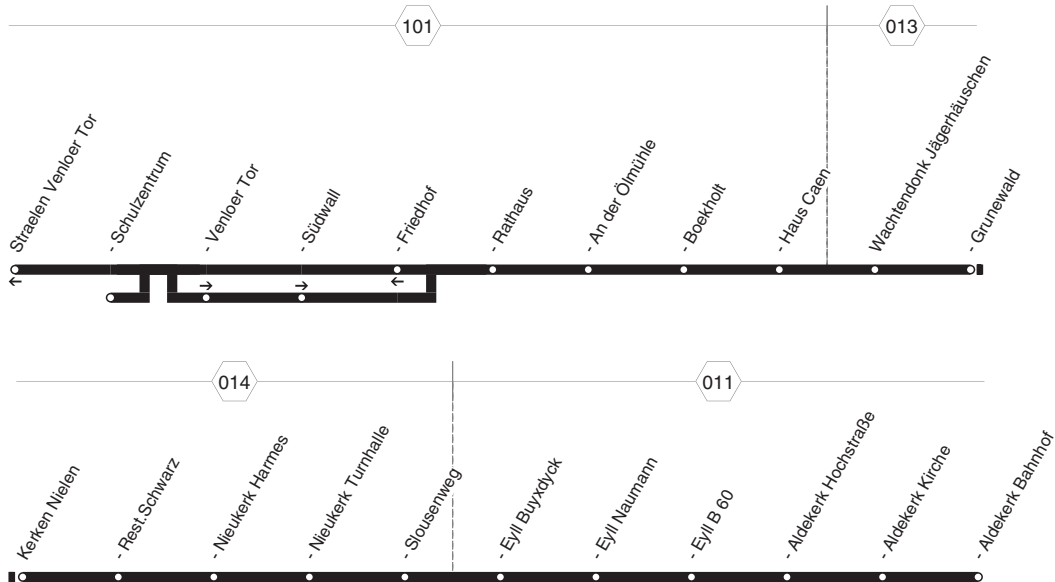 101
013
Straelen Venloer Tor
- Schulzentrum
- Venloer Tor
- Südwall
- Friedhof
- Rathaus
- An der Ölmühle
- Boekholt
- Haus Caen
Wachtendonk Jägerhäuschen
- Grunewald
014
011
Kerken Nielen
- Rest.Schwarz
- Nieukerk Harmes
- Nieukerk Turnhalle
- Slousenweg
- Eyll Buyxdyck
- Eyll Naumann
- Eyll B 60
- Aldekerk Hochstraße
- Aldekerk Kirche
- Aldekerk Bahnhof